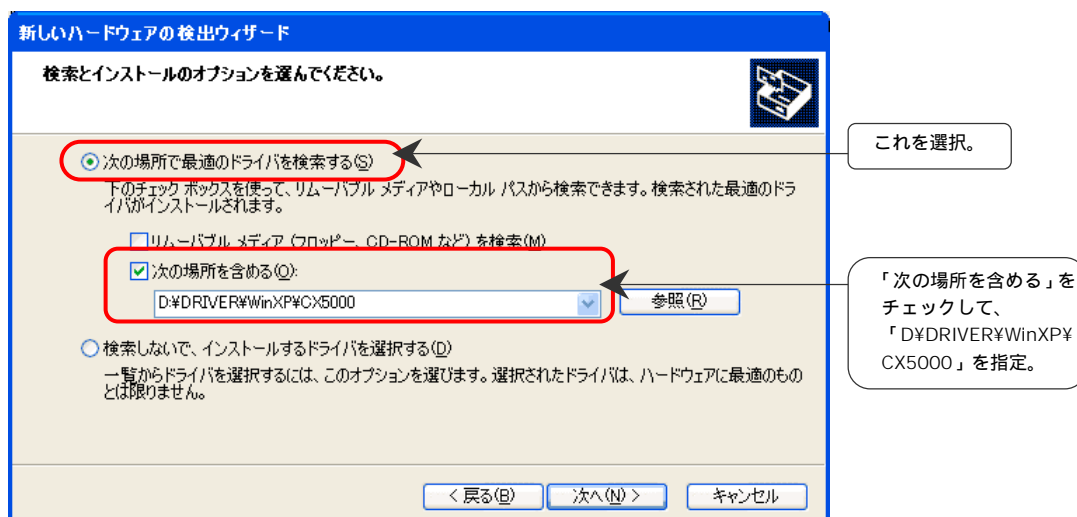 新しいハードウェアの検出ウィザード
検索とインストールのオプションを選んでください。
これを選択。
次の場所で最適のドライバを検索する(S)
下のチェック ボックスを使って、リムーバブル メディアやローカル パスから検索できます。検索された最適のドラ
イバがインストールされます。
リムーバブル メディア (フロッピー、CD-ROM など) を検索(M)
次の場所を含める(O):
D:¥DRIVER¥WinXP¥CX5000
参照(R)
「次の場所を含める」を
チェックして、
「D¥DRIVER¥WinXP¥
CX5000」を指定。
検索しないで、インストールするドライバを選択する(D)
一覧からドライバを選択するには、このオプションを選びます。選択されたドライバは、ハードウェアに最適のもの
とは限りません。
< 戻る(B)
次へ(N) >
キャンセル